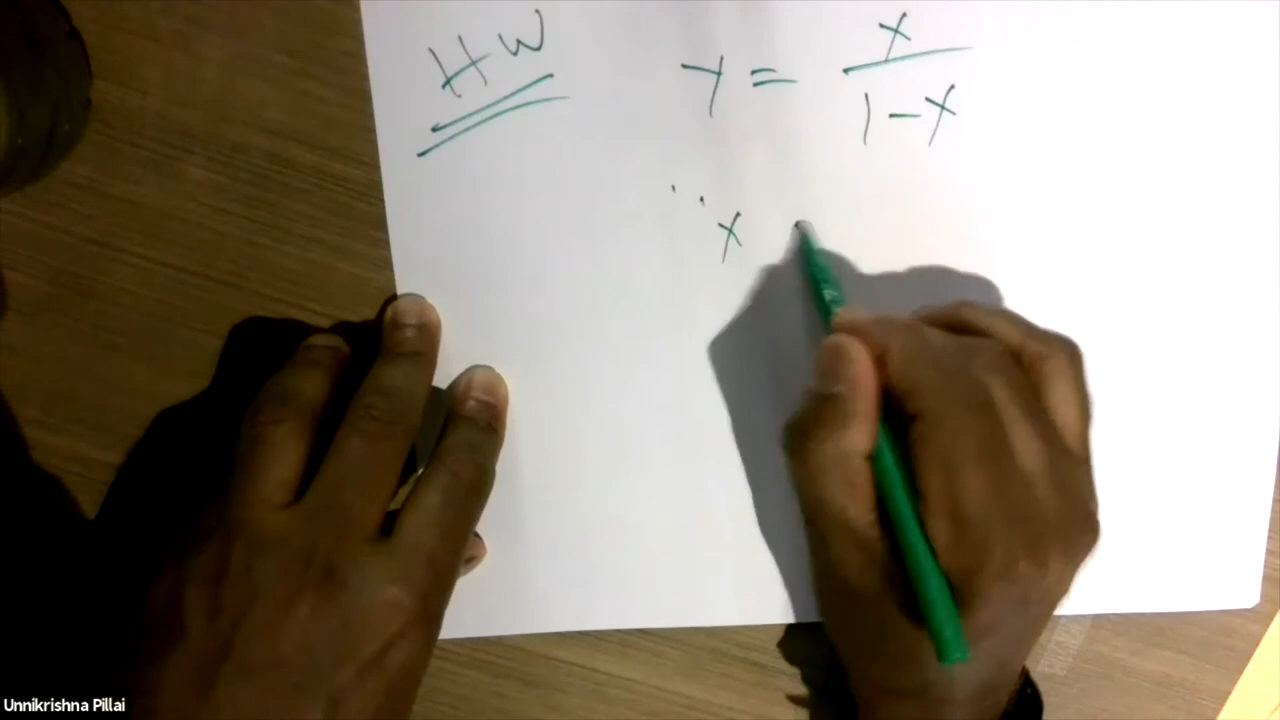 HW
Y = X / 1-X
X
Unnikrishna Pillai